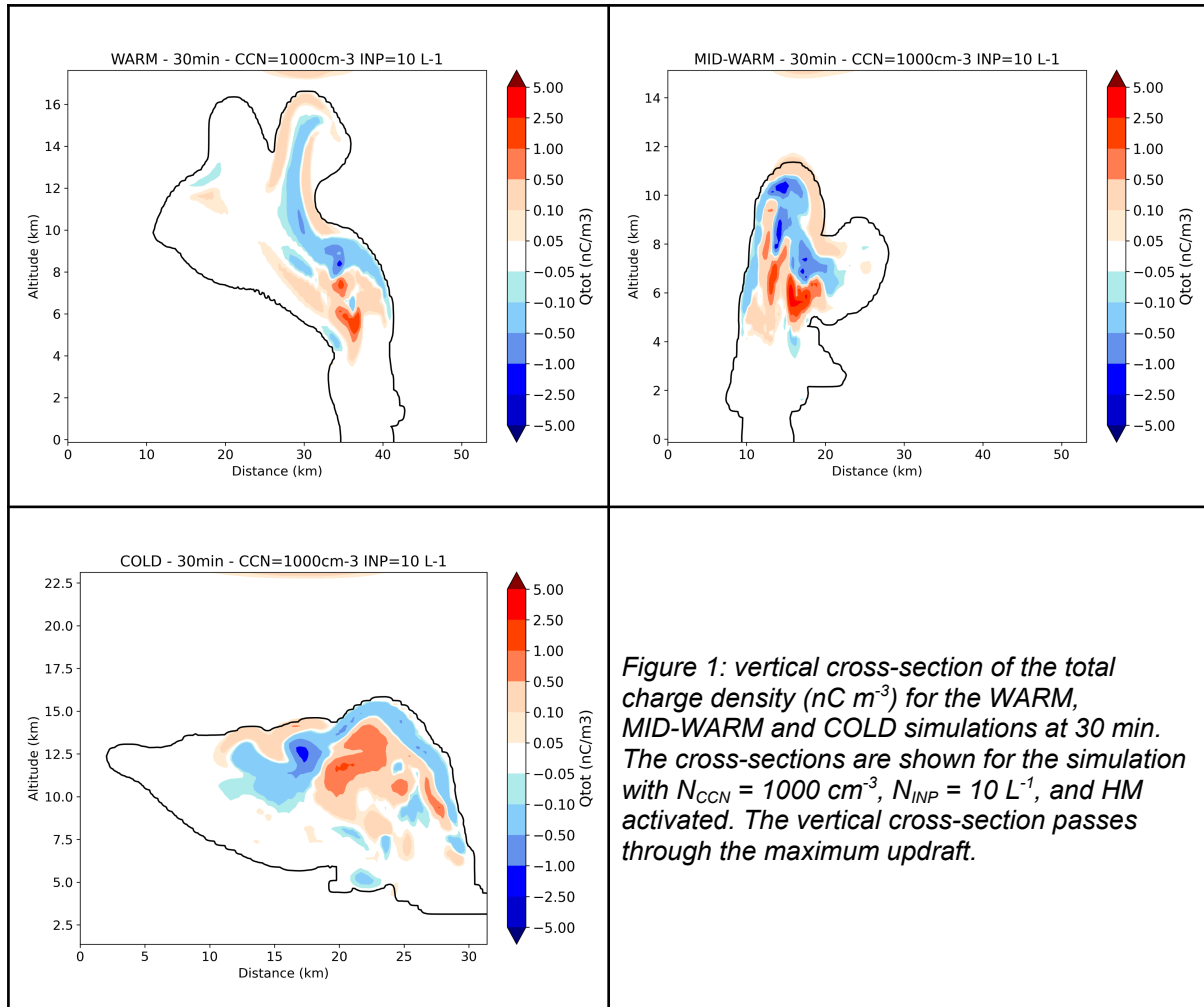 WARM - 30min - CCN=1000cm-3 INP=10 L-1
Altitude (km)
16
14
12
10
8
6
4
2
0
0 10 20 30 40 50
Distance (km)
5.00
2.50
1.00
0.50
0.10
0.05
−0.05
−0.10
−0.50
−1.00
−2.50
−5.00
Qtot (nC/m3)
MID-WARM - 30min - CCN=1000cm-3 INP=10 L-1
Altitude (km)
14
12
10
8
6
4
2
0
0 10 20 30 40 50
Distance (km)
5.00
2.50
1.00
0.50
0.10
0.05
−0.05
−0.10
−0.50
−1.00
−2.50
−5.00
Qtot (nC/m3)
COLD - 30min - CCN=1000cm-3 INP=10 L-1
Altitude (km)
22.5
20.0
17.5
15.0
12.5
10.0
7.5
5.0
2.5
0 5 10 15 20 25 30
Distance (km)
5.00
2.50
1.00
0.50
0.10
0.05
−0.05
−0.10
−0.50
−1.00
−2.50
−5.00
Qtot (nC/m3)
Figure 1: vertical cross-section of the total
charge density (nC m⁻³) for the WARM,
MID-WARM and COLD simulations at 30 min.
The cross-sections are shown for the simulation
with N_CCN = 1000 cm⁻³, N_INP = 10 L⁻¹, and HM
activated. The vertical cross-section passes
through the maximum updraft.